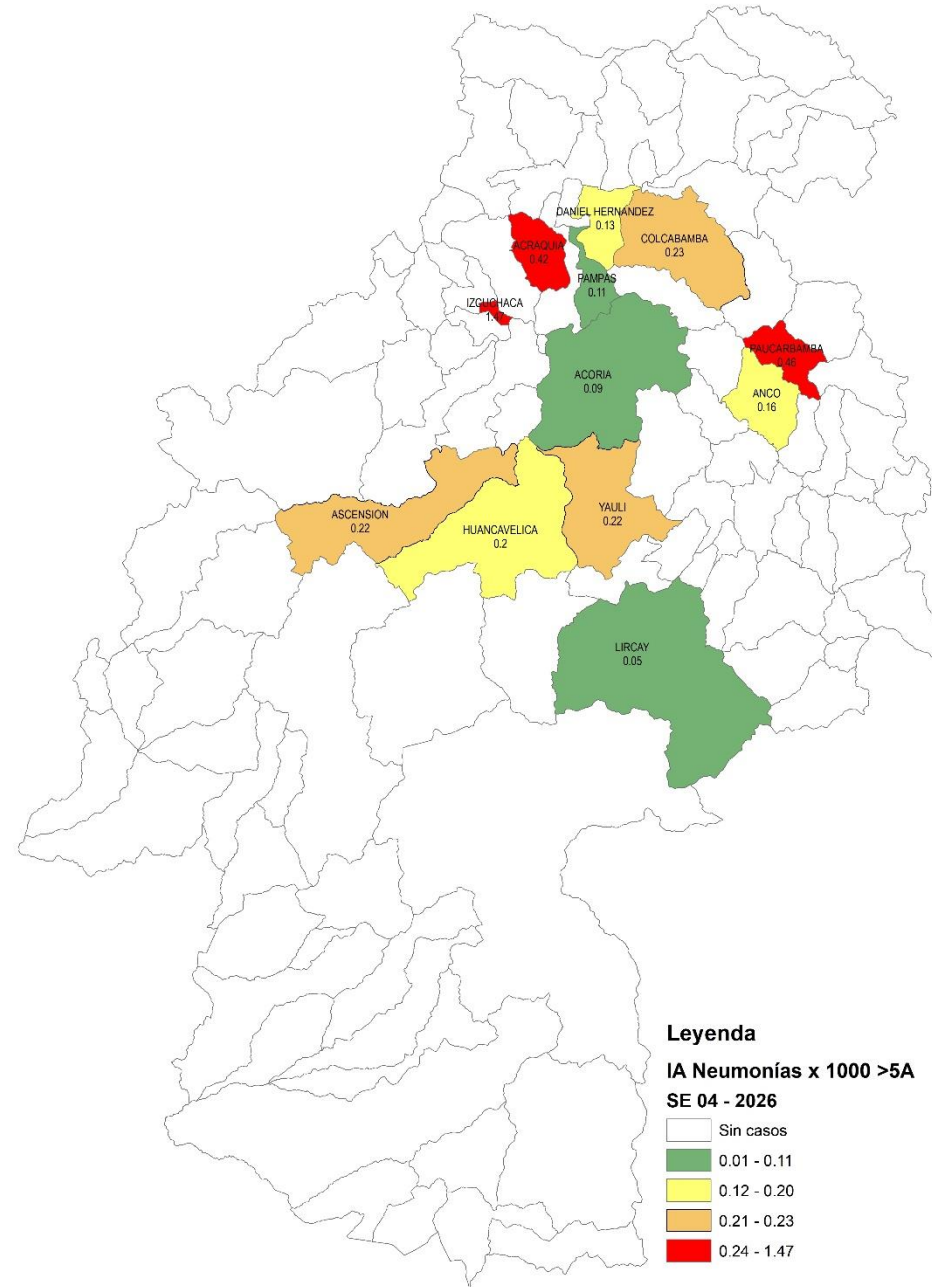 DANIEL HERNANDEZ
0.13
ACRAQUIA
0.42
COLCABAMBA
0.23
PAMPAS
0.11
IZCUCHACA
1.47
PAUCARBAMBA
0.46
ACORIA
0.09
ANCO
0.16
ASCENSION
0.22
HUANCAVELICA
0.2
YAULI
0.22
LIRCAY
0.05
Leyenda
IA Neumonías x 1000 >5A
SE 04 - 2026
Sin casos
0.01 - 0.11
0.12 - 0.20
0.21 - 0.23
0.24 - 1.47